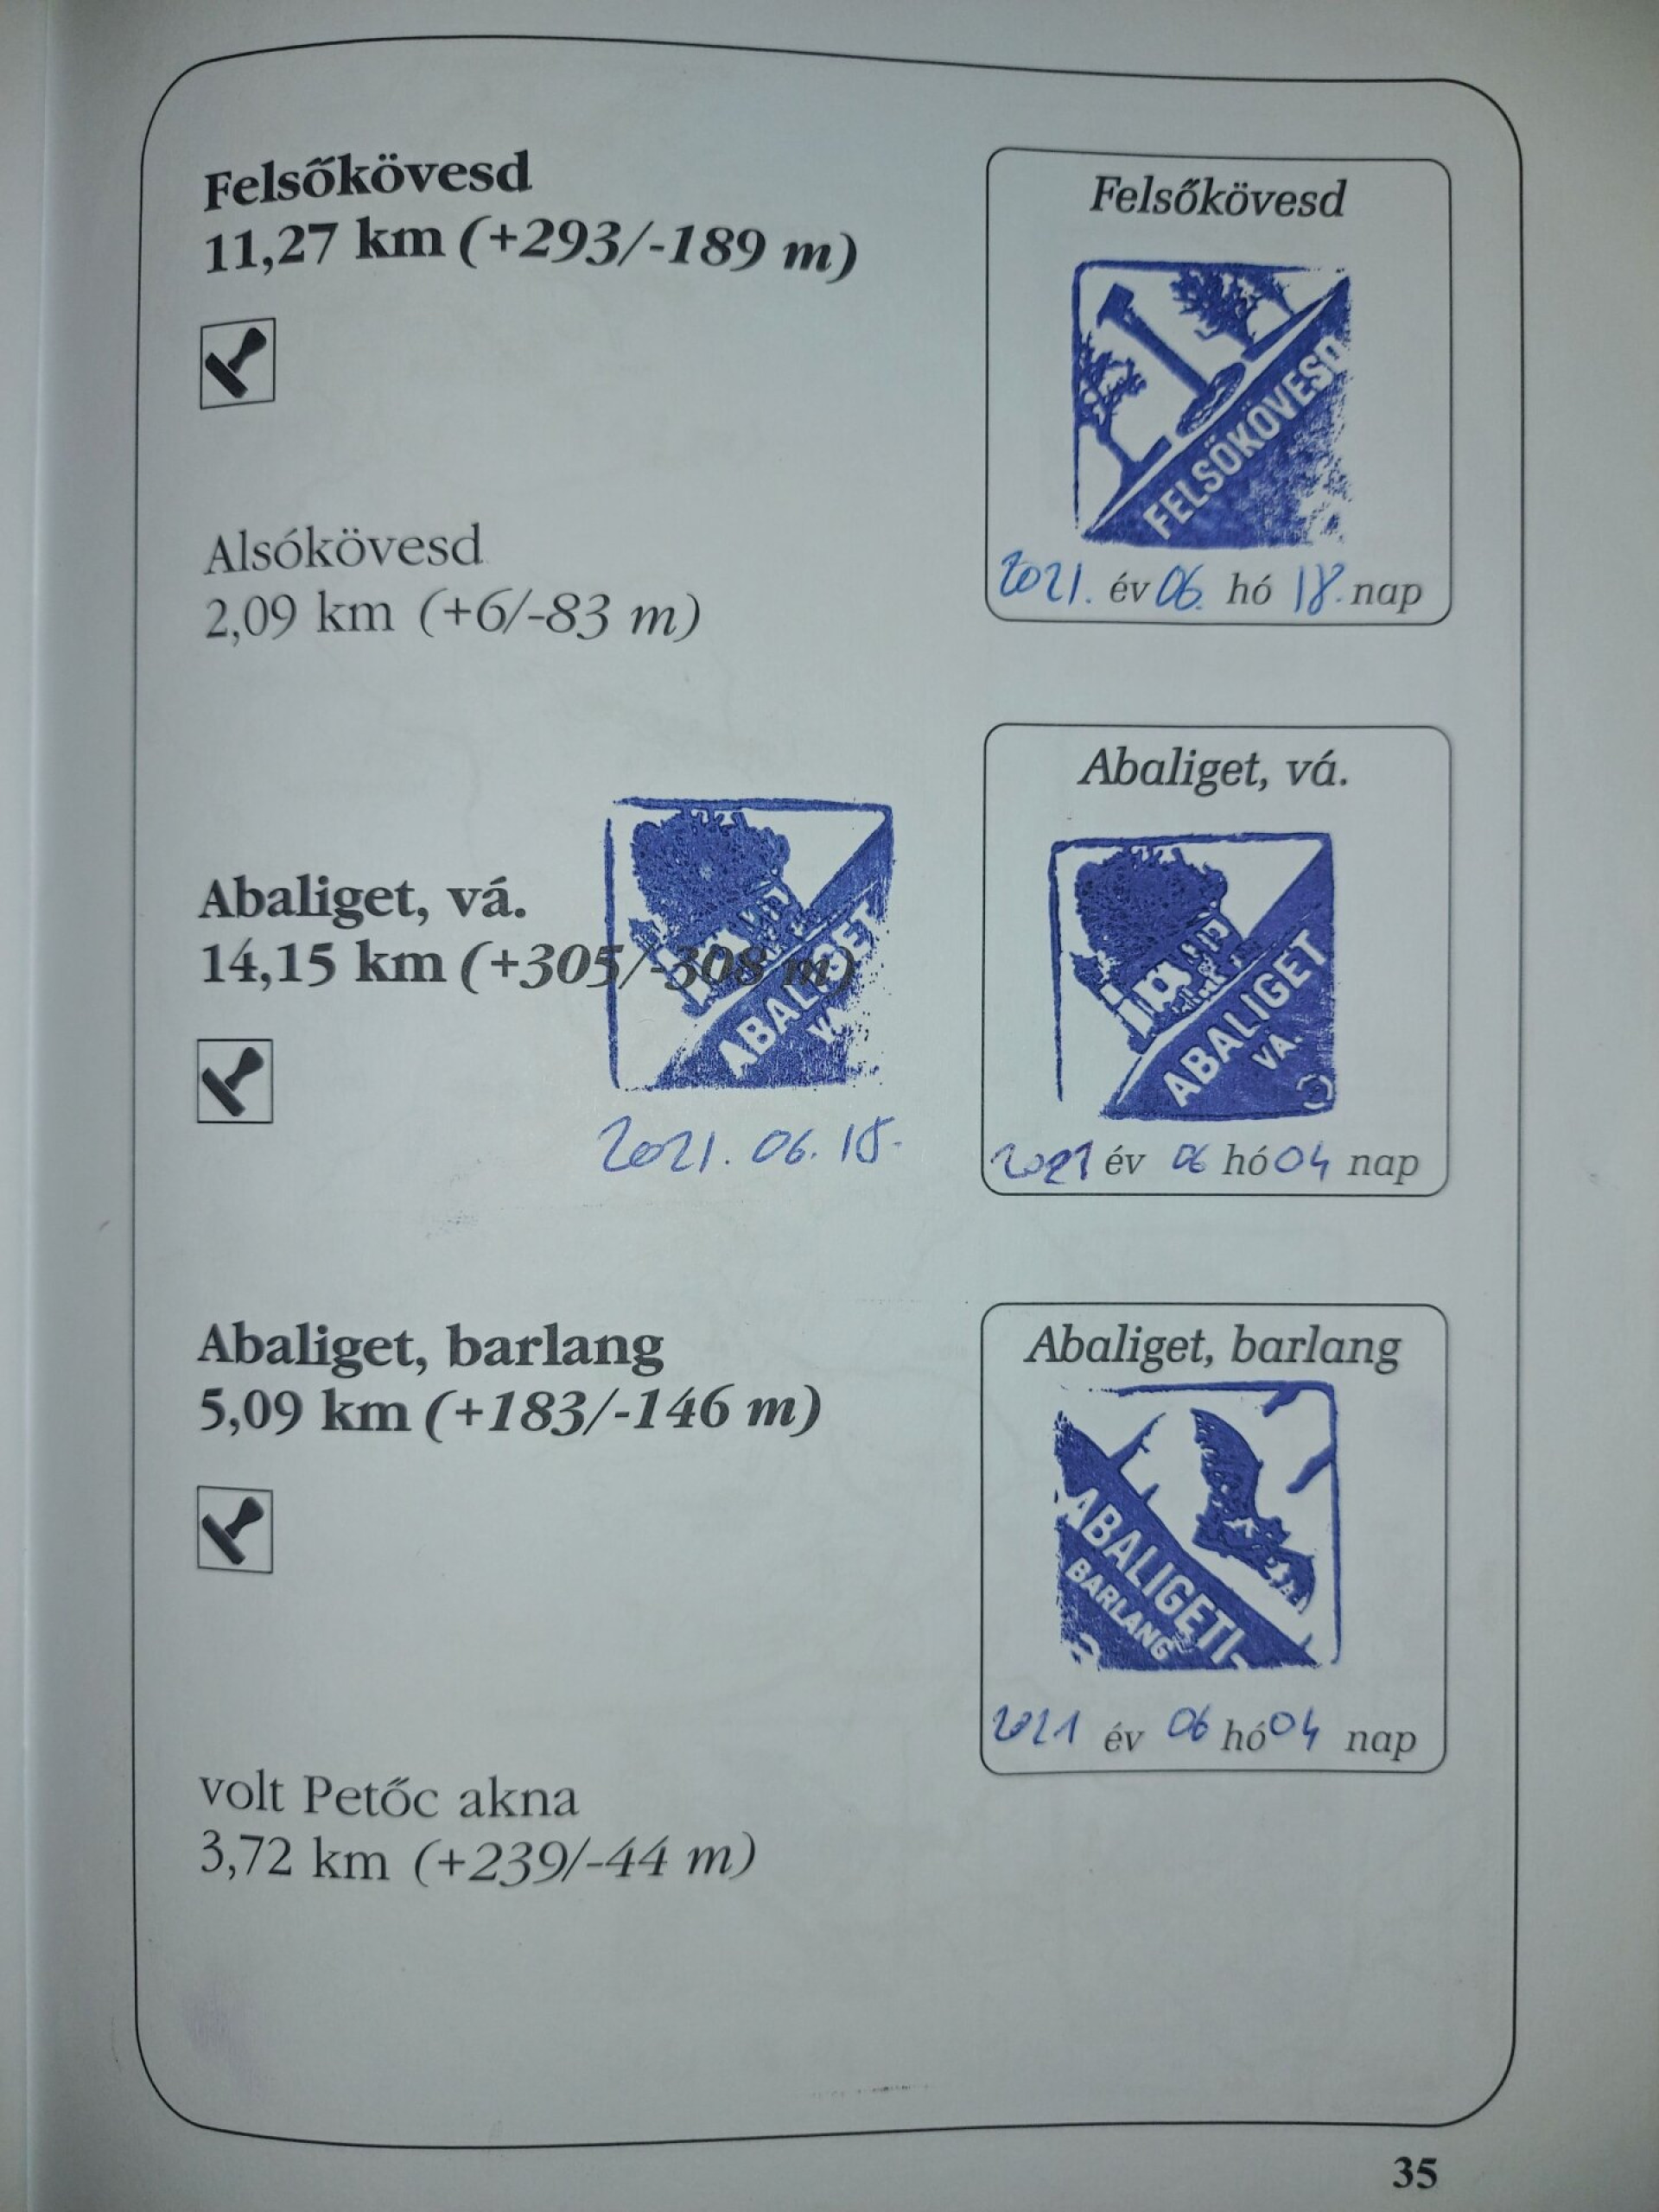 Felsőkövesd
11,27 km (+293/-189 m)
Felsőkövesd
FELSŐKÖVESD
2021. év 06. hó 18. nap
Alsókövesd
2,09 km (+6/-83 m)
Abaliget, vá.
14,15 km (+305/-308 m)
ABALIGET
V.
2021. 06. 18.
Abaliget, vá.
ABALIGET
VÁ.
2021 év 06 hó 04 nap
Abaliget, barlang
5,09 km (+183/-146 m)
Abaliget, barlang
ABALIGETI-
BARLANG
2021 év 06 hó 04 nap
volt Petőc akna
3,72 km (+239/-44 m)
35